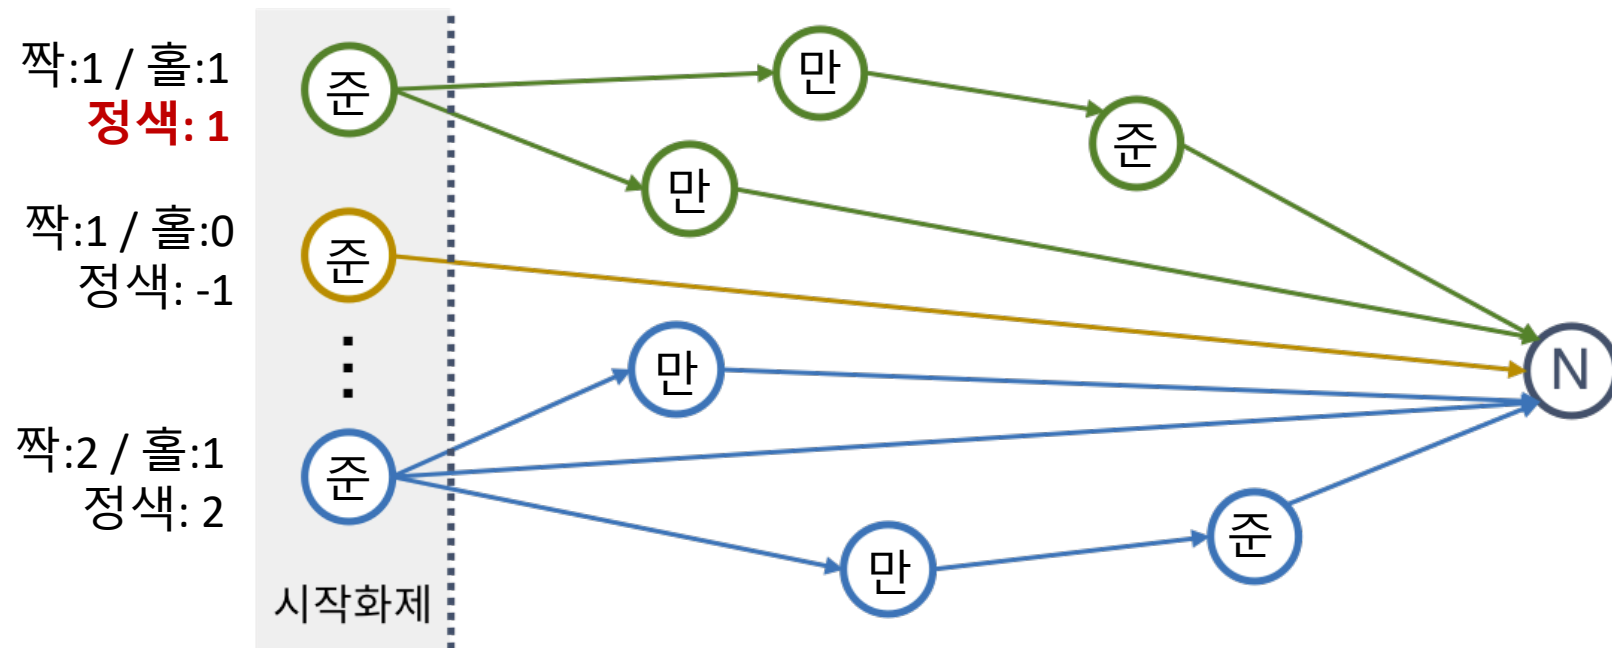 짝:1 / 홀:1
정색: 1
준
만
준
만
짝:1 / 홀:0
정색: -1
준
N
만
짝:2 / 홀:1
정색: 2
준
준
만
시작화제